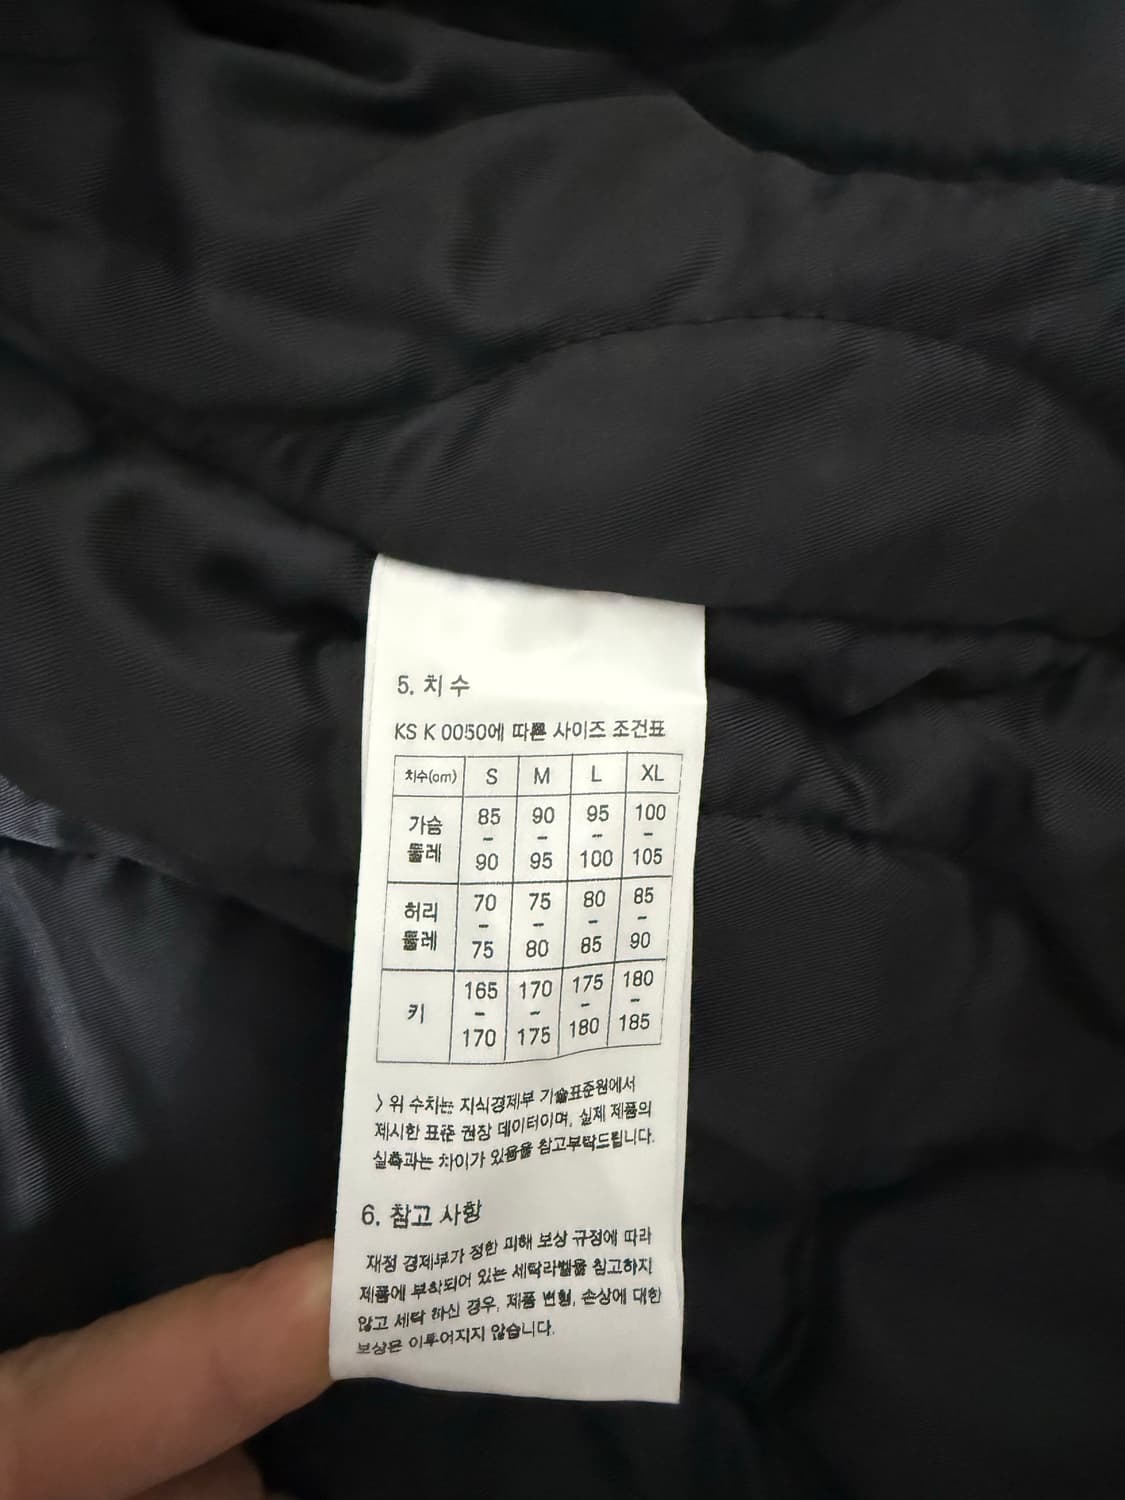 5. 치수
KS K 0050에 따른 사이즈 조건표
치수(cm) S M L XL
가슴둘레 85-90 90-95 95-100 100-105
허리둘레 70-75 75-80 80-85 85-90
키 165-170 170-175 175-180 180-185
> 위 수치는 지식경제부 기술표준원에서
제시한 표준 권장 데이터이며, 실제 제품의
실측과는 차이가 있음을 참고부탁드립니다.
6. 참고 사항
재정 경제부가 정한 피해 보상 규정에 따라
제품에 부착되어 있는 세탁라벨을 참고하지
않고 세탁 하신 경우, 제품 변형, 손상에 대한
보상은 이루어지지 않습니다.